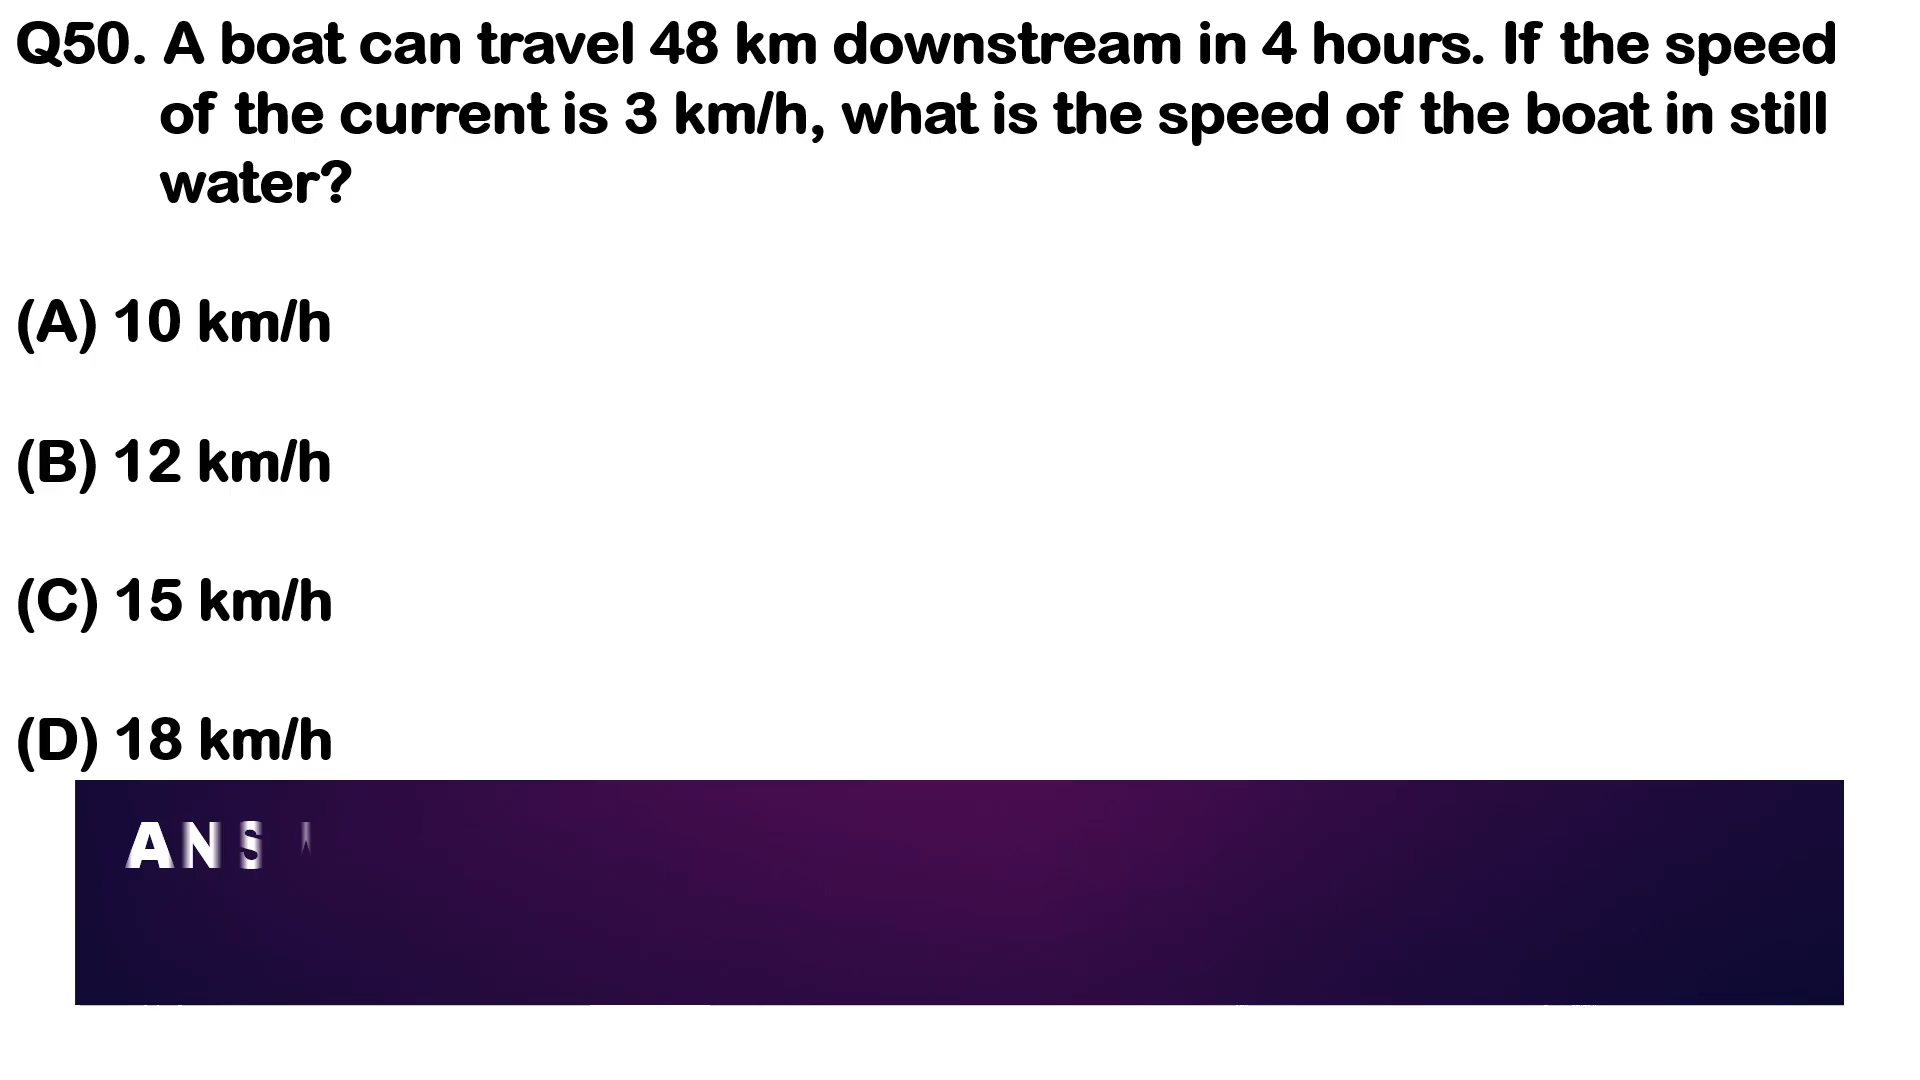 Q50. A boat can travel 48 km downstream in 4 hours. If the speed
of the current is 3 km/h, what is the speed of the boat in still
water?
(A) 10 km/h
(B) 12 km/h
(C) 15 km/h
(D) 18 km/h
ANS